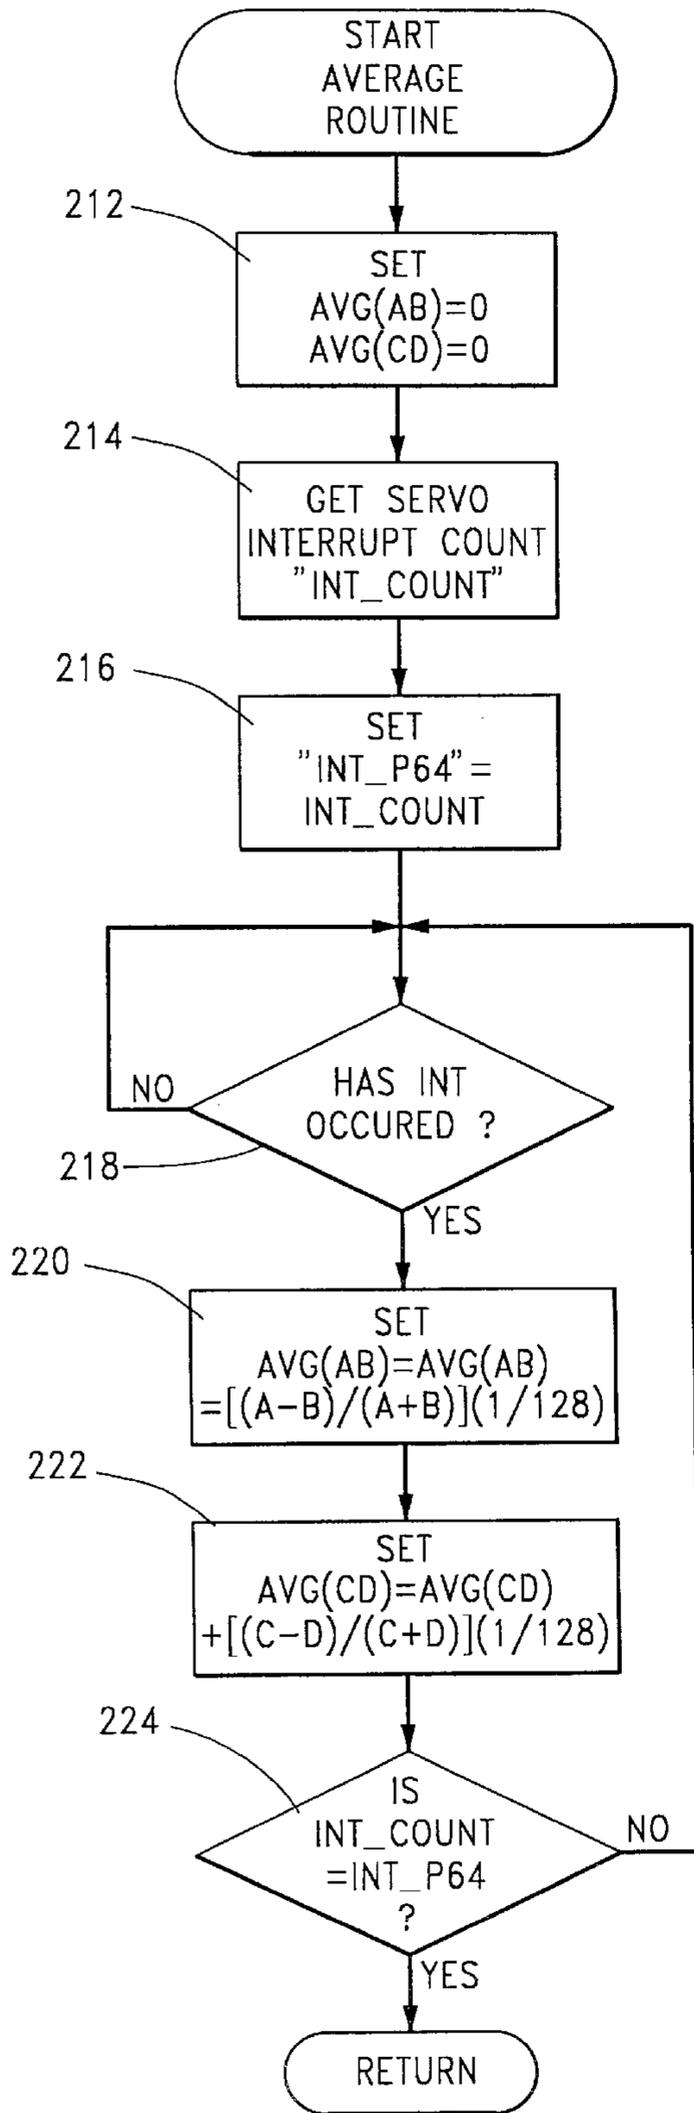 START
AVERAGE
ROUTINE
212
SET
AVG(AB)=0
AVG(CD)=0
214
GET SERVO
INTERRUPT COUNT
"INT_COUNT"
216
SET
"INT_P64"=
INT_COUNT
NO
HAS INT
OCCURED ?
218
YES
220
SET
AVG(AB)=AVG(AB)
=[(A-B)/(A+B)](1/128)
222
SET
AVG(CD)=AVG(CD)
+[(C-D)/(C+D)](1/128)
224
IS
INT_COUNT
=INT_P64
?
NO
YES
RETURN